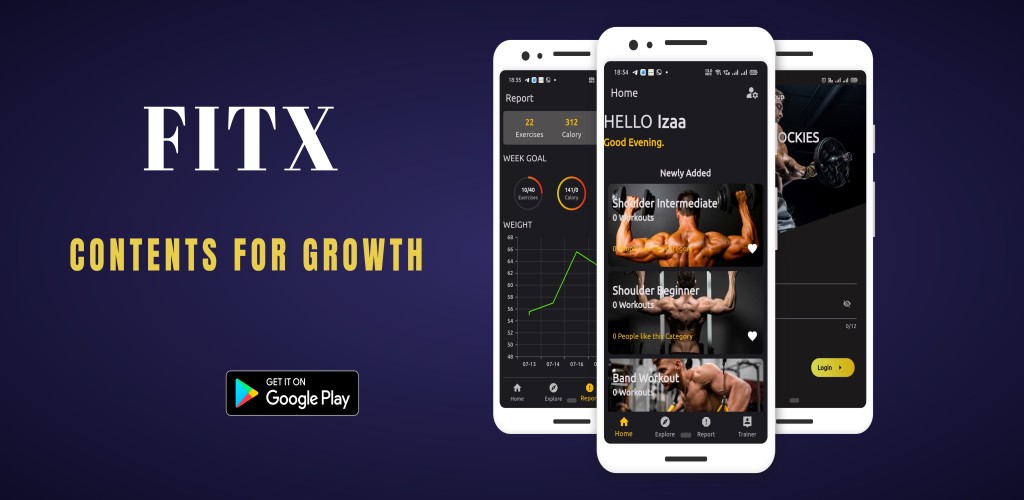 FITX
CONTENTS FOR GROWTH
GET IT ON
Google Play
18:35
Report
22
Exercises
312
Calory
WEEK GOAL
10/40
Exercises
141/0
Calory
WEIGHT
68
66
64
62
60
58
56
54
52
50
48
07-13
07-14
07-16
Home
Explore
Report
18:34
Home
HELLO Izaa
Good Evening.
Newly Added
Shoulder Intermediate
0 Workouts
Shoulder Beginner
0 Workouts
0 People like this Category
Band Workout
0 Workouts
Home
Explore
Report
Trainer
OCKIES
0/12
Login